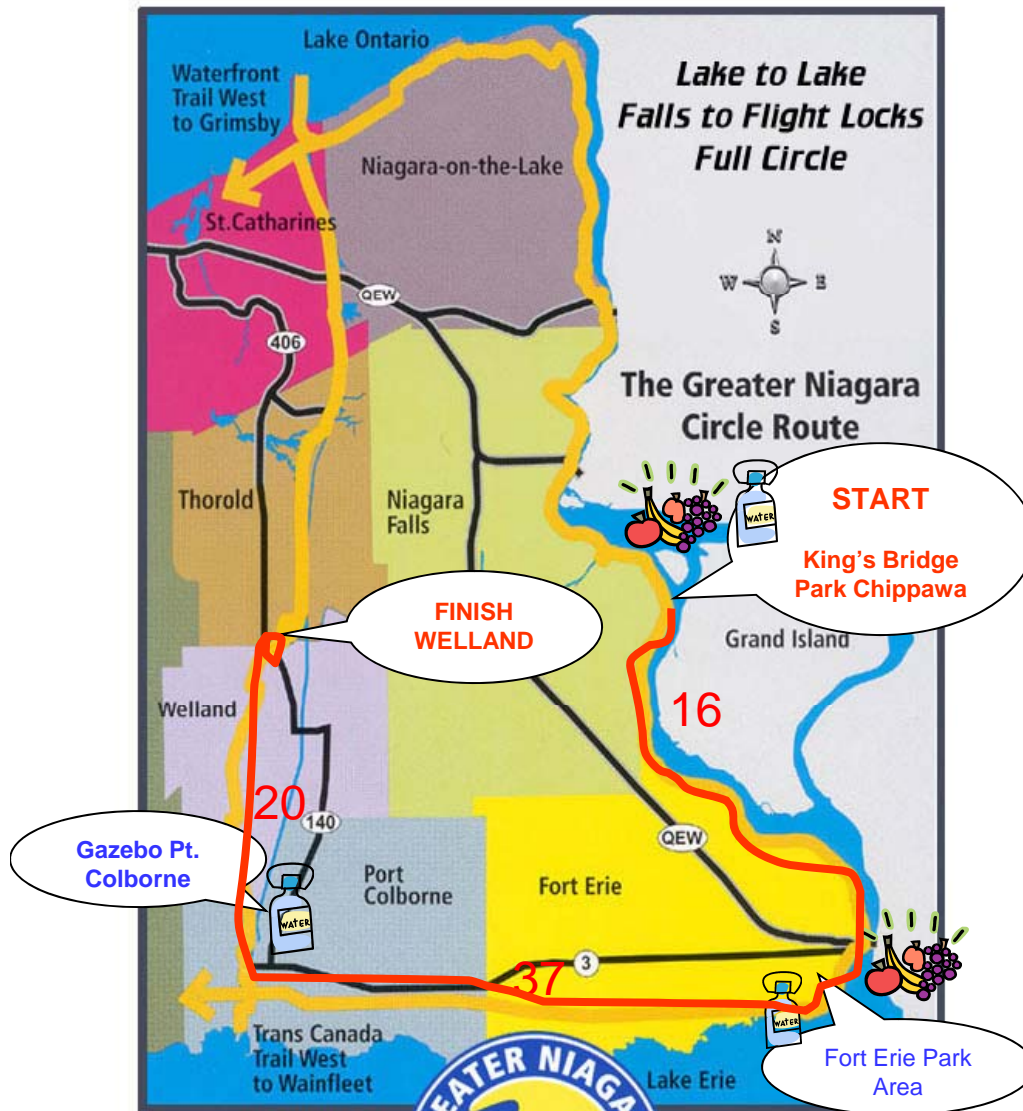 Lake Ontario
Waterfront
Trail West
to Grimsby
Lake to Lake
Falls to Flight Locks
Full Circle
Niagara-on-the-Lake
St.Catharines
N
W
E
S
QEW
406
The Greater Niagara
Circle Route
Thorold
Niagara
Falls
WATER
START
King's Bridge
Park Chippawa
FINISH
WELLAND
Grand Island
Welland
16
20
140
QEW
Gazebo Pt.
Colborne
Port
Colborne
Fort Erie
WATER
37
3
WATER
Trans Canada
Trail West
to Wainfleet
Lake Erie
Fort Erie Park
Area
EATER NIAGA